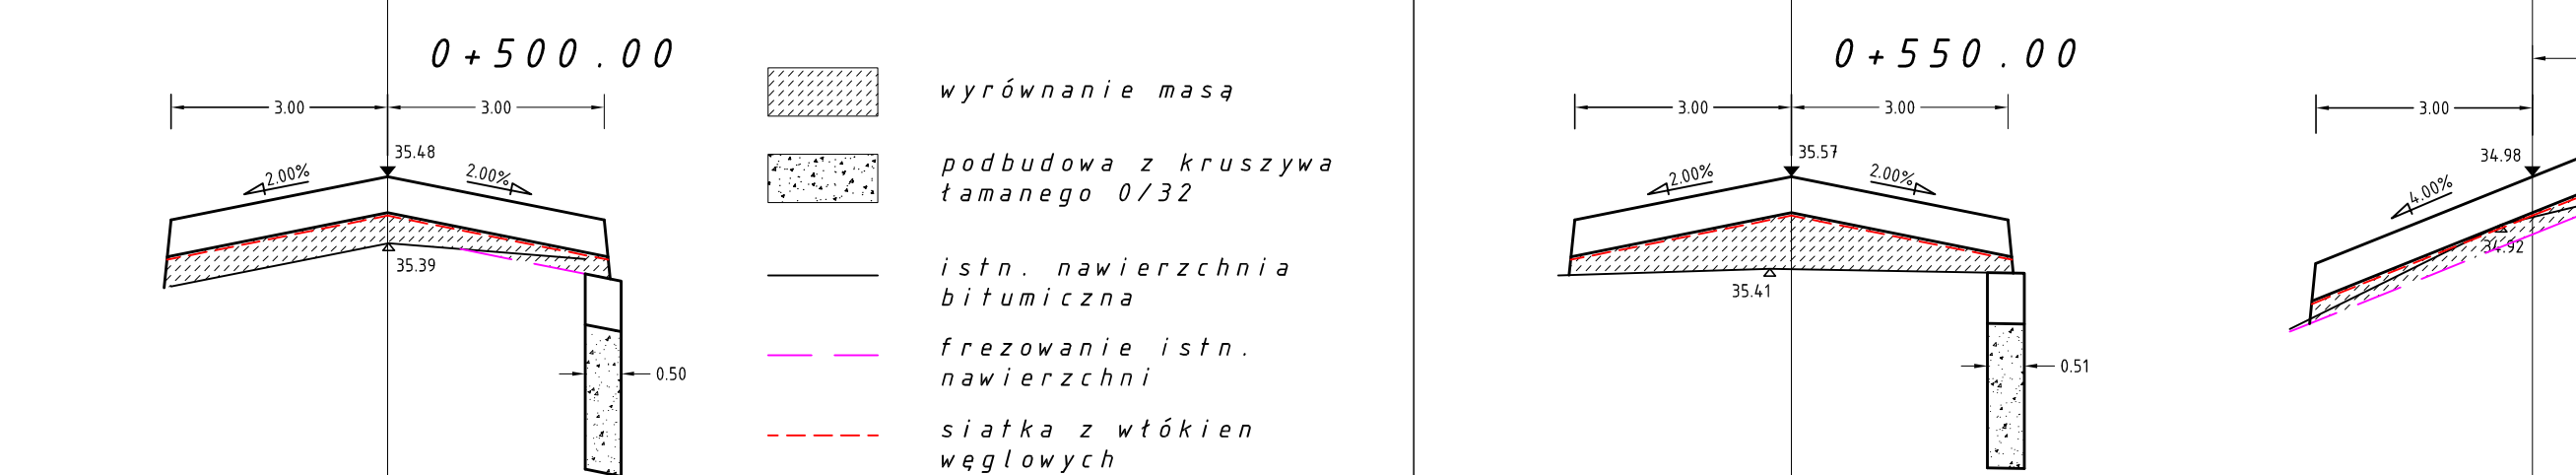 0+500.00
3.00
3.00
35.48
2.00%
2.00%
35.39
0.50
wyrównanie masą
podbudowa z kruszywa
łamanego 0/32
istn. nawierzchnia
bitumiczna
frezowanie istn.
nawierzchni
siatka z włókien
węglowych
0+550.00
3.00
3.00
35.57
2.00%
2.00%
35.41
0.51
3.00
34.98
4.00%
34.92